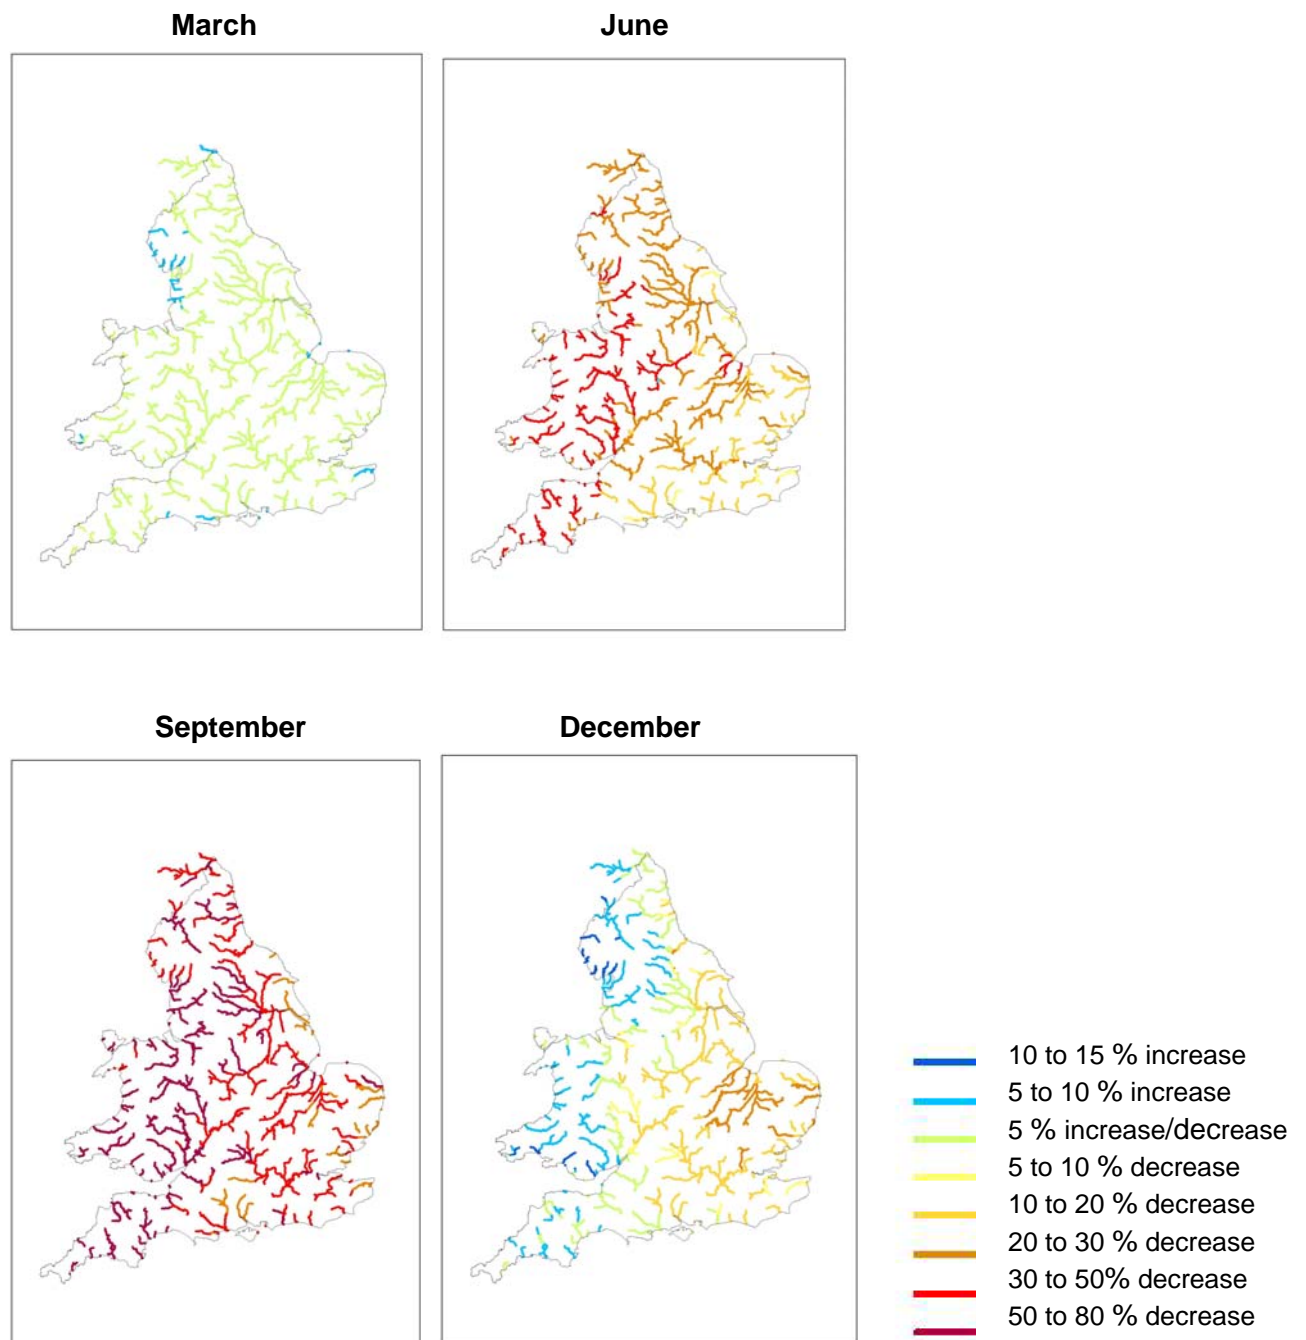 March
June
September
December
10 to 15 % increase
5 to 10 % increase
5 % increase/decrease
5 to 10 % decrease
10 to 20 % decrease
20 to 30 % decrease
30 to 50% decrease
50 to 80 % decrease